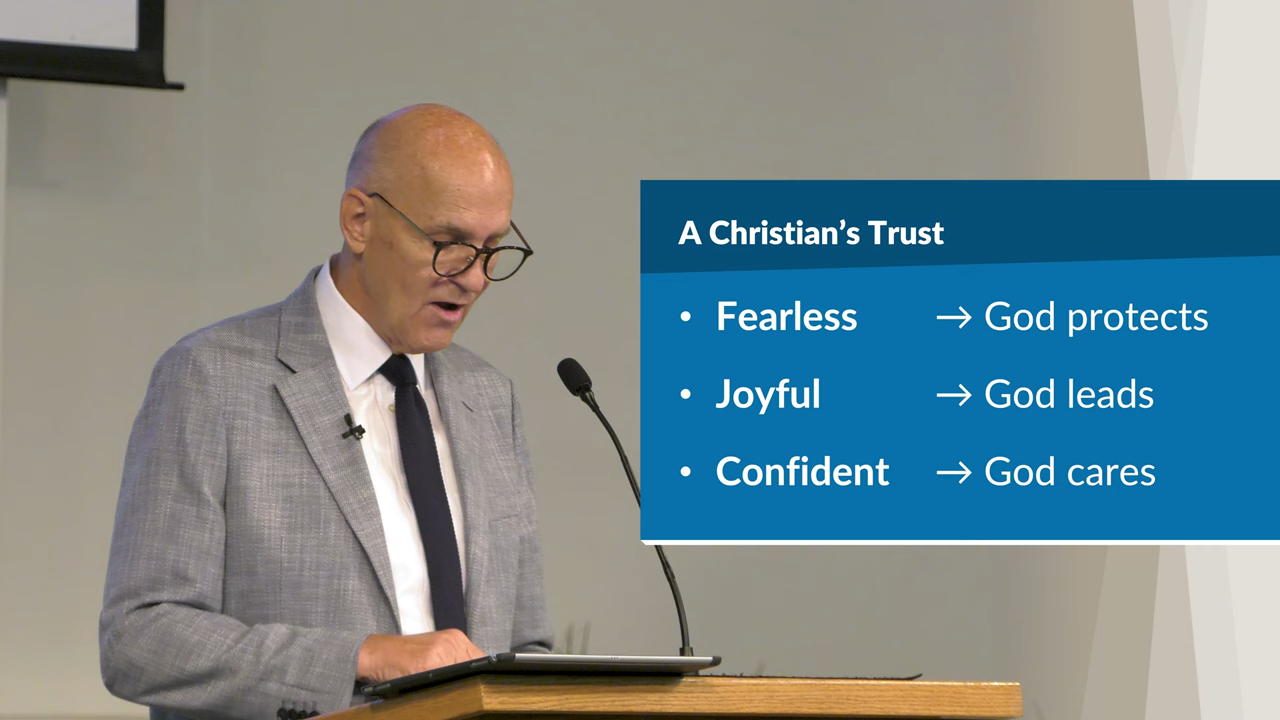 A Christian's Trust
• Fearless → God protects
• Joyful → God leads
• Confident → God cares